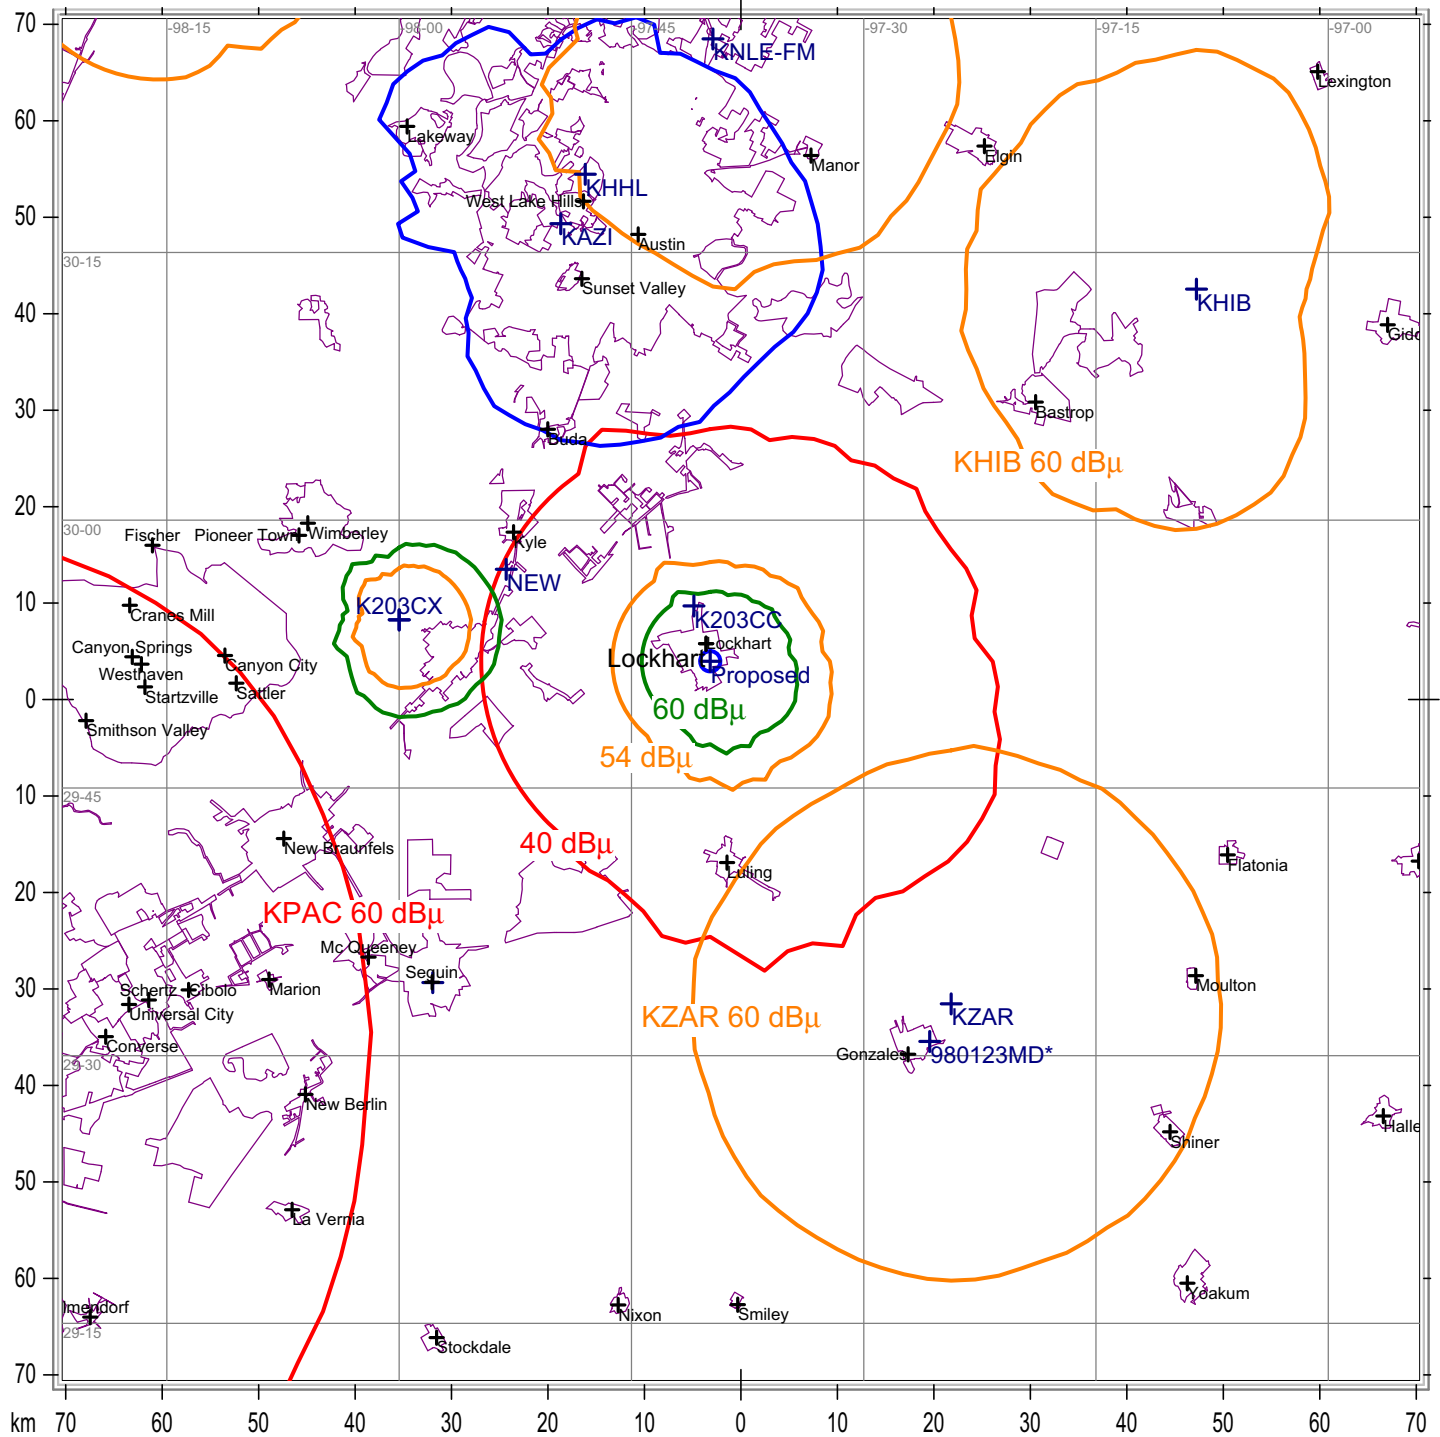 70
-98-15
-98-00
-97-45
-97-30
-97-15
-97-00
KNLE-FM
Lexington
60
Lakeway
Manor
Elgin
KHHL
West Lake Hills
50
KAZI
Austin
30-15
Sunset Valley
KHIB
40
Gidd
30
Bastrop
Buda
KHIB 60 dBµ
20
30-00
Fischer
Pioneer Town
Wimberley
Kyle
NEW
10
K203CX
K203CC
Cranes Mill
Canyon Springs
Lockhart
Westhaven
Canyon City
Lockhart
Proposed
0
Startzville
Sattler
60 dBµ
Smithson Valley
54 dBµ
10
29-45
New Braunfels
40 dBµ
Luling
Flatonia
20
KPAC 60 dBµ
Mc Queeney
Seguin
30
Schertz
Cibolo
Marion
Moulton
Universal City
KZAR 60 dBµ
KZAR
Converse
Gonzales
980123MD*
29-30
40
New Berlin
Shiner
Halle
50
La Vernia
60
Yoakum
lmendorf
Nixon
Smiley
29-15
Stockdale
70
km 70 60 50 40 30 20 10 0 10 20 30 40 50 60 70